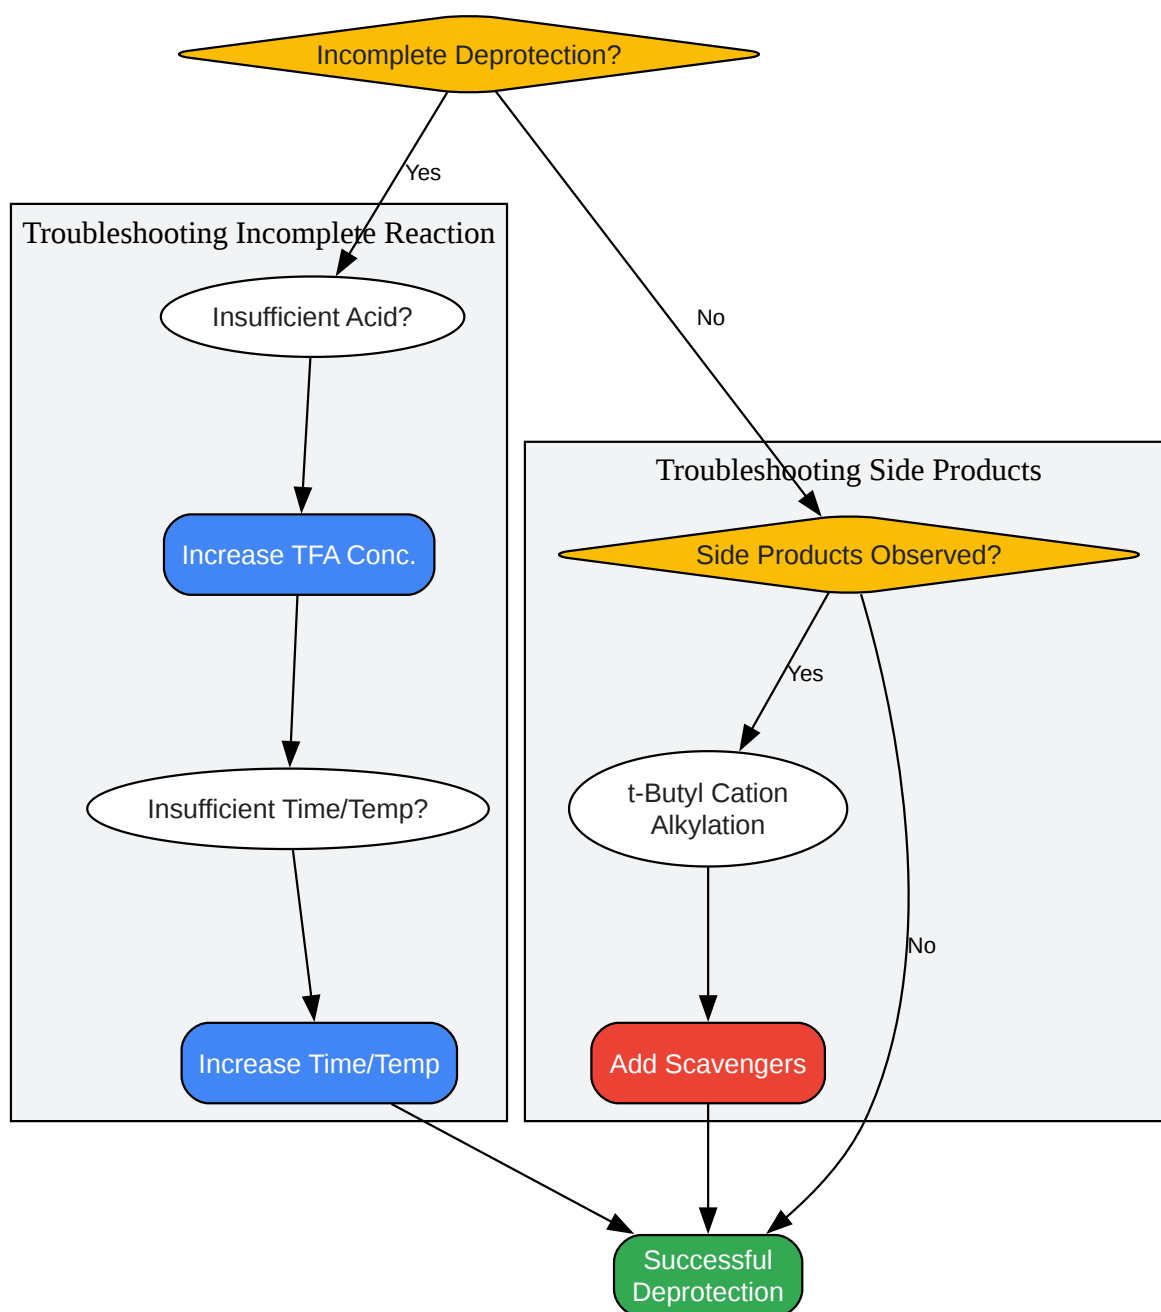 Incomplete Deprotection?
Yes
No
Troubleshooting Incomplete Reaction
Insufficient Acid?
Increase TFA Conc.
Insufficient Time/Temp?
Increase Time/Temp
Troubleshooting Side Products
Side Products Observed?
Yes
No
t-Butyl Cation
Alkylation
Add Scavengers
Successful
Deprotection